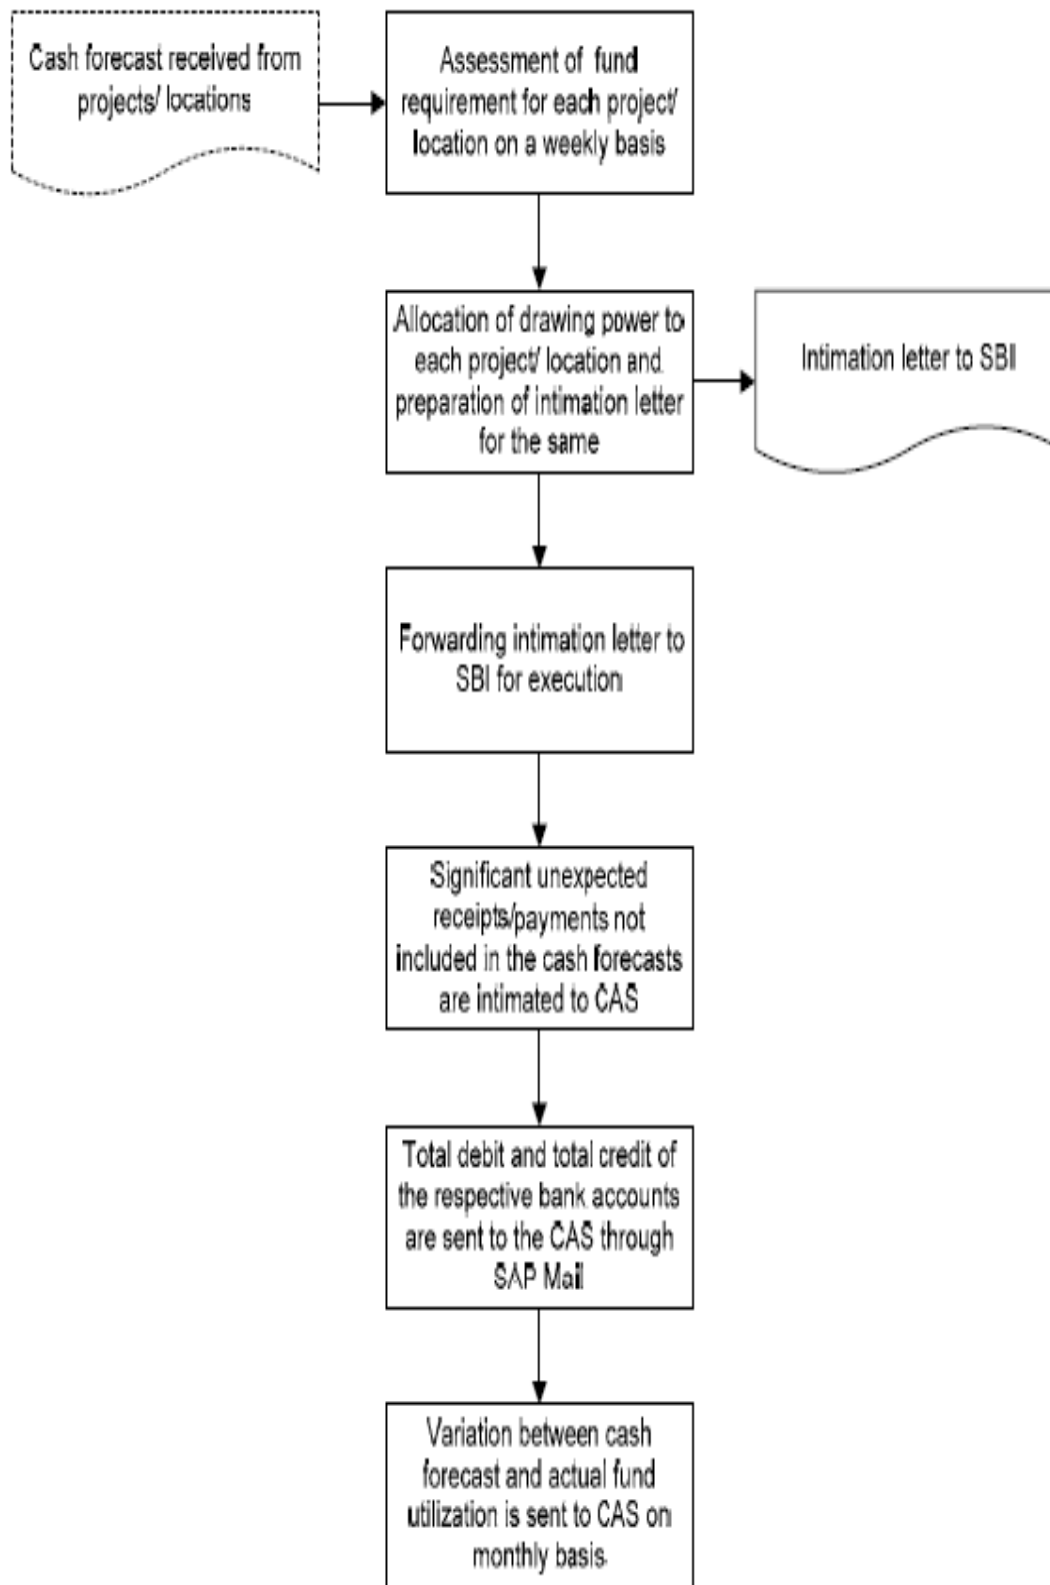 Cash forecast received from
projects/ locations
Assessment of fund
requirement for each project/
location on a weekly basis
Allocation of drawing power to
each project/ location and
preparation of intimation letter
for the same
Intimation letter to SBI
Forwarding intimation letter to
SBI for execution
Significant unexpected
receipts/payments not
included in the cash forecasts
are intimated to CAS
Total debit and total credit of
the respective bank accounts
are sent to the CAS through
SAP Mail
Variation between cash
forecast and actual fund
utilization is sent to CAS on
monthly basis